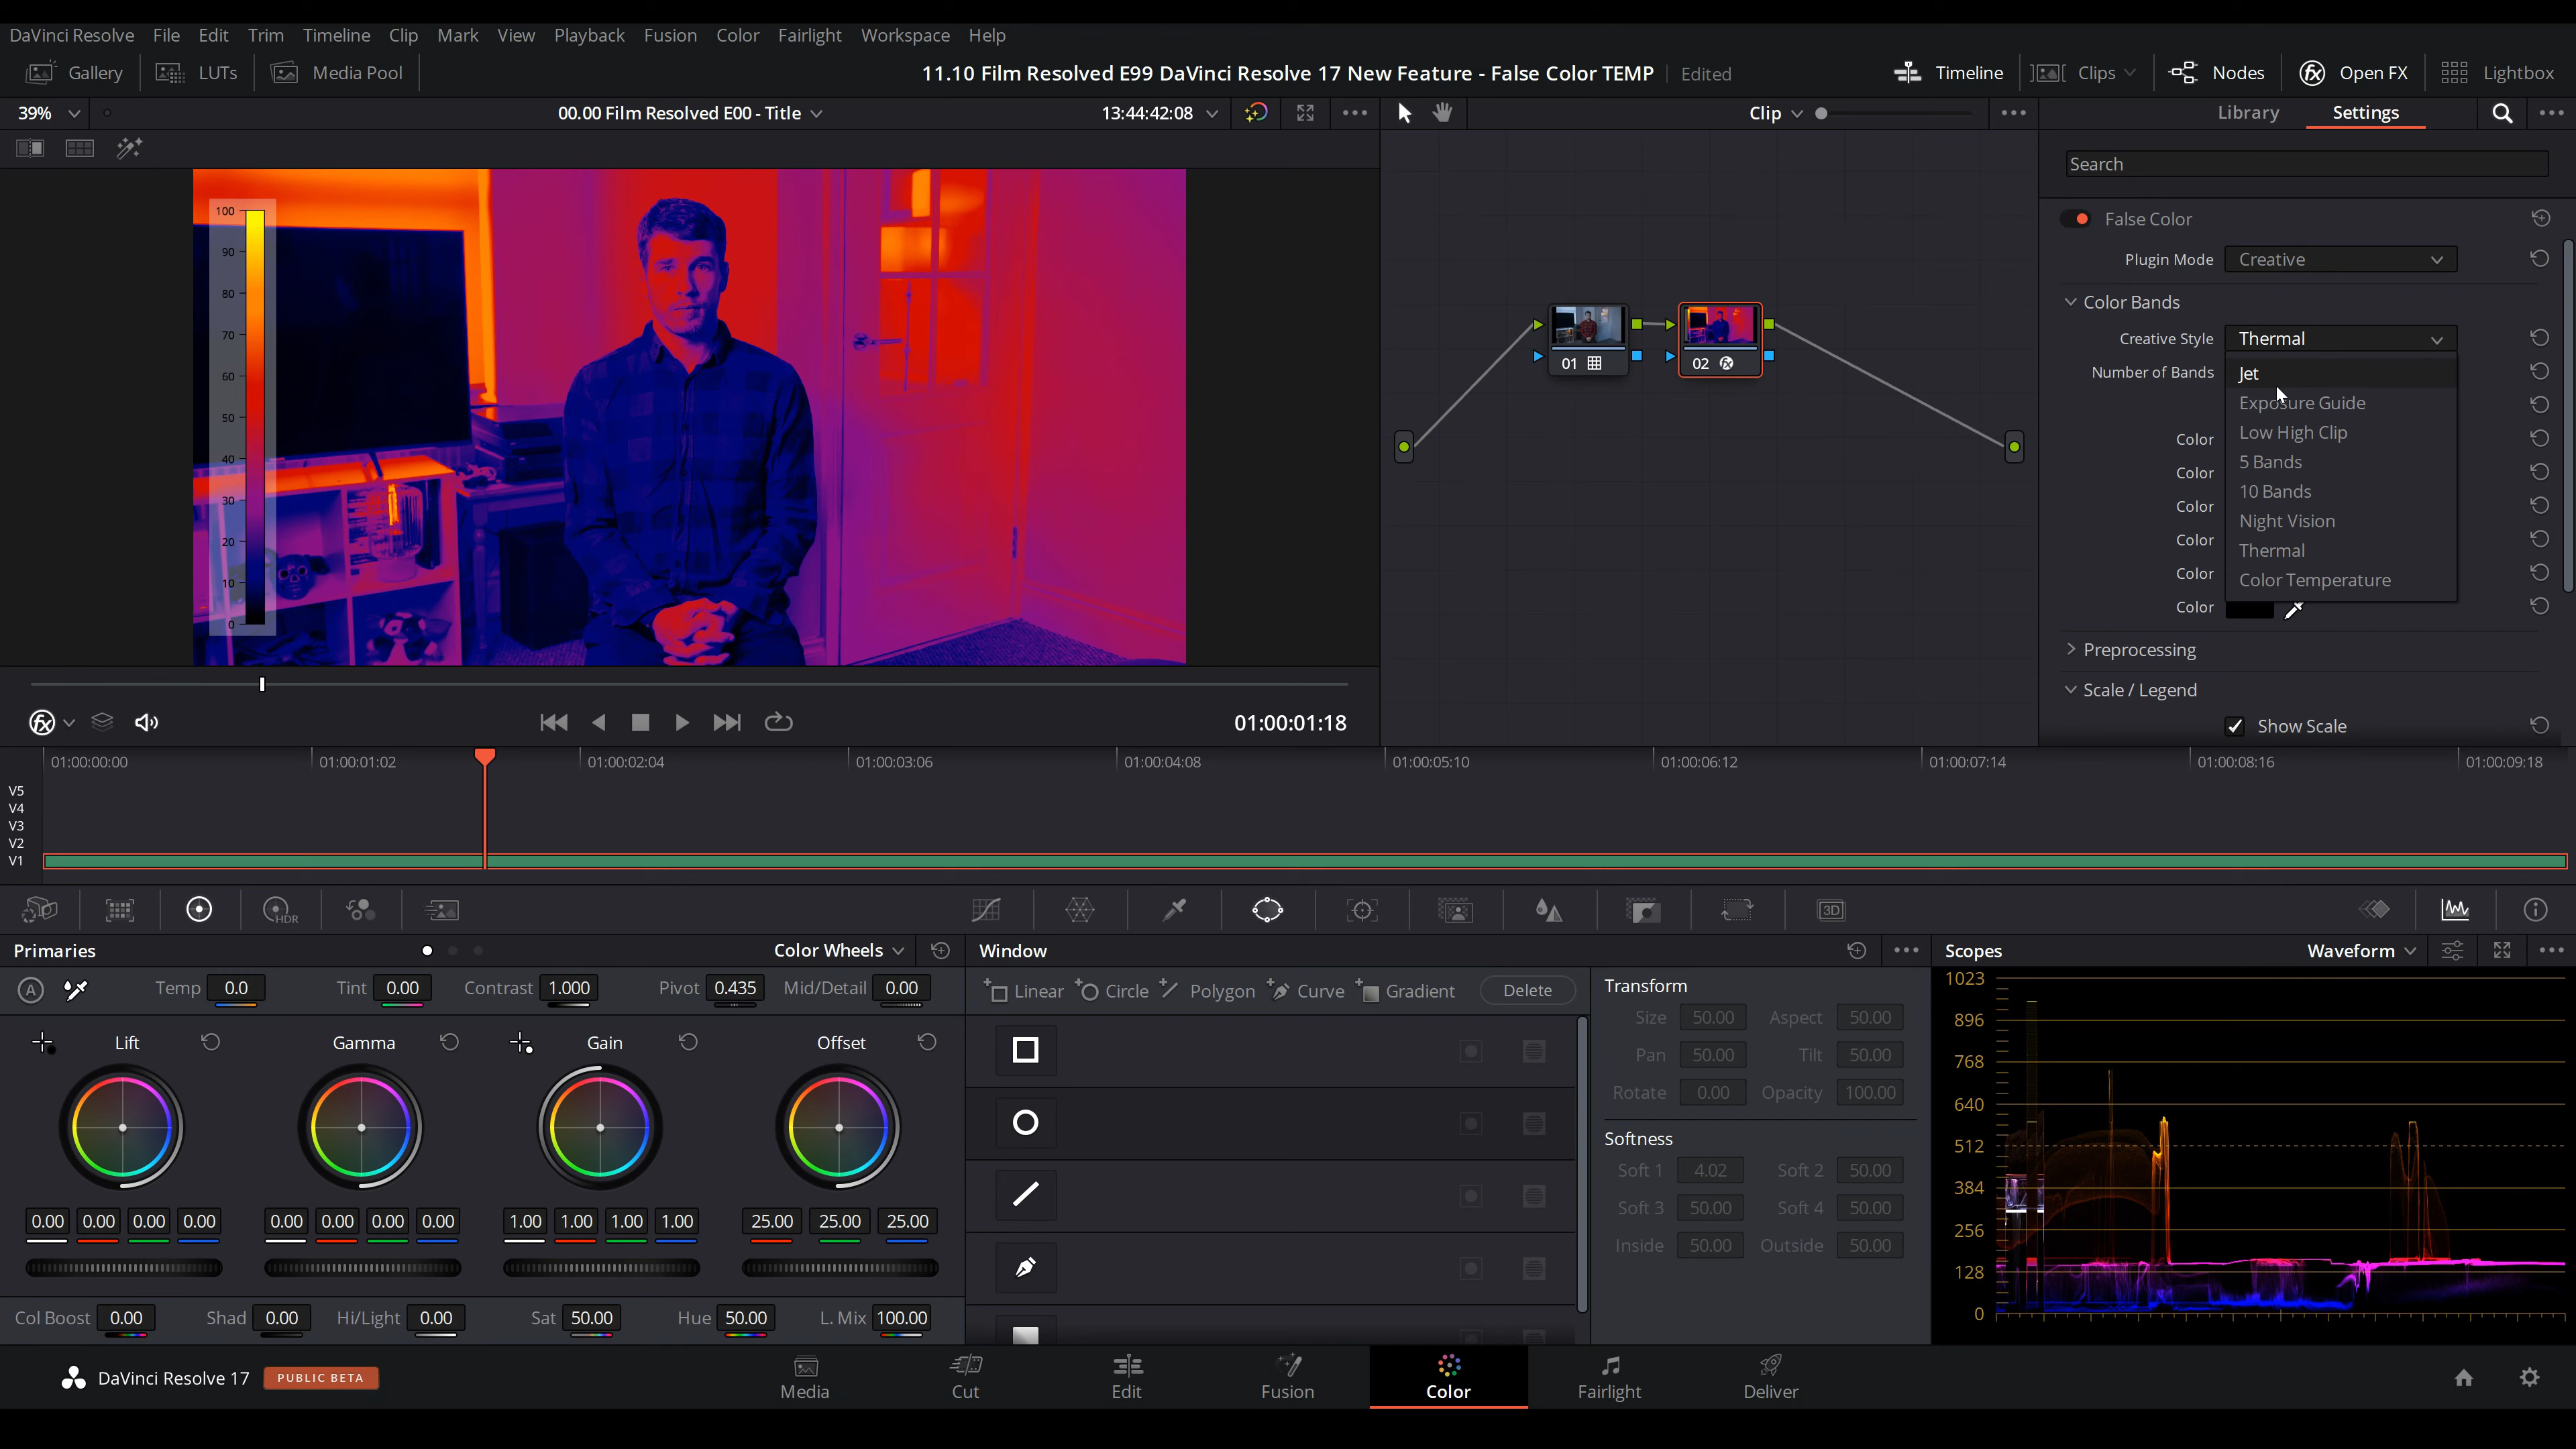 DaVinci Resolve File Edit Trim Timeline Clip Mark View Playback Fusion Color Fairlight Workspace Help
Gallery LUTs Media Pool 11.10 Film Resolved E99 DaVinci Resolve 17 New Feature - False Color TEMP Edited Timeline Clips Nodes Open FX Lightbox
39% 00.00 Film Resolved E00 - Title 13:44:42:08 Clip Library Settings
Search
False Color
Plugin Mode Creative
Color Bands
Creative Style Thermal
Number of Bands
Jet
Exposure Guide
Low High Clip
5 Bands
10 Bands
Night Vision
Thermal
Color Temperature
Color
Color
Color
Color
Color
Color
Preprocessing
Scale / Legend
Show Scale
100
90
80
70
60
50
40
30
20
10
0
01
02
01:00:01:18
01:00:00:00 01:00:01:02 01:00:02:04 01:00:03:06 01:00:04:08 01:00:05:10 01:00:06:12 01:00:07:14 01:00:08:16 01:00:09:18
V5
V4
V3
V2
V1
HDR 3D
Primaries Color Wheels
A Temp 0.0 Tint 0.00 Contrast 1.000 Pivot 0.435 Mid/Detail 0.00
Lift Gamma Gain Offset
0.00 0.00 0.00 0.00 0.00 0.00 0.00 0.00 1.00 1.00 1.00 1.00 25.00 25.00 25.00
Col Boost 0.00 Shad 0.00 Hi/Light 0.00 Sat 50.00 Hue 50.00 L. Mix 100.00
Window
Linear Circle Polygon Curve Gradient Delete
Transform
Size 50.00 Aspect 50.00
Pan 50.00 Tilt 50.00
Rotate 0.00 Opacity 100.00
Softness
Soft 1 4.02 Soft 2 50.00
Soft 3 50.00 Soft 4 50.00
Inside 50.00 Outside 50.00
Scopes Waveform
1023
896
768
640
512
384
256
128
0
DaVinci Resolve 17 PUBLIC BETA
Media Cut Edit Fusion Color Fairlight Deliver